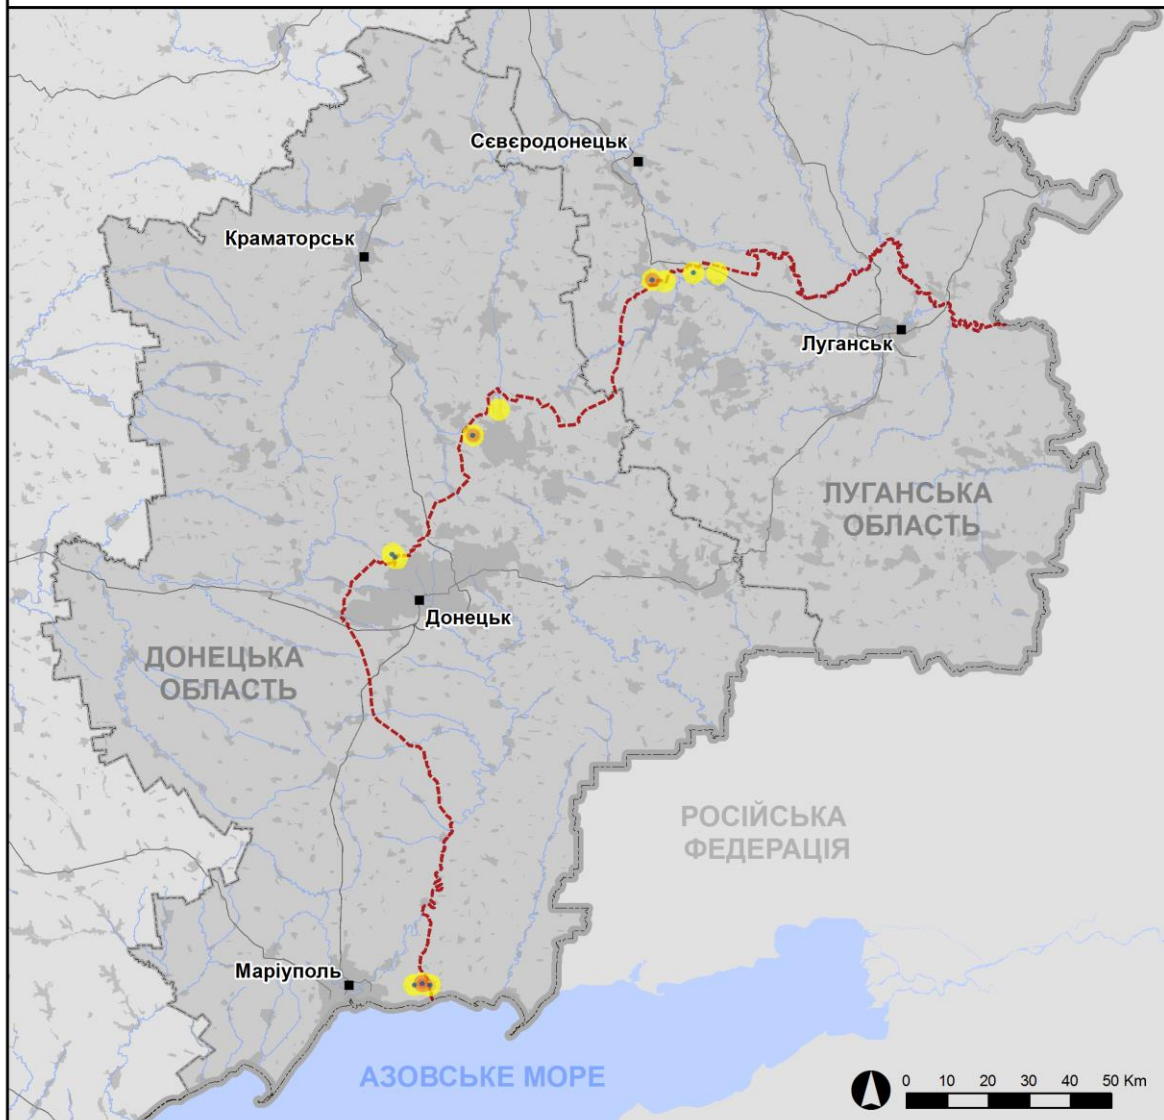 Сєвєродонецьк
Краматорськ
Луганськ
ЛУГАНСЬКА
ОБЛАСТЬ
Донецьк
ДОНЕЦЬКА
ОБЛАСТЬ
РОСІЙСЬКА
ФЕДЕРАЦІЯ
Маріуполь
АЗОВСЬКЕ МОРЕ
0 10 20 30 40 50 Km